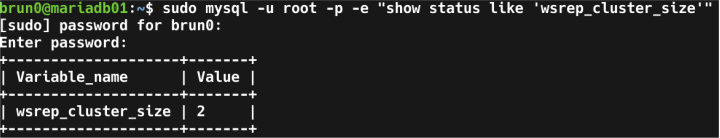 brun0@mariadb01:~$ sudo mysql -u root -p -e "show status like 'wsrep_cluster_size'"
[sudo] password for brun0:
Enter password:
+--------------------+-------+
| Variable_name      | Value |
+--------------------+-------+
| wsrep_cluster_size | 2     |
+--------------------+-------+